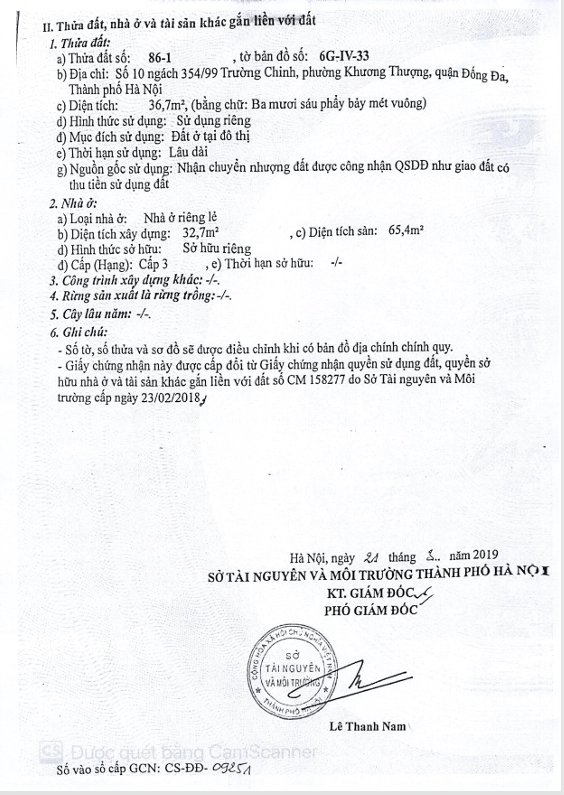 II. Thửa đất, nhà ở và tài sản khác gắn liền với đất
1. Thửa đất:
a) Thửa đất số: 86-1 , tờ bản đồ số: 6G-IV-33
b) Địa chỉ: Số 10 ngách 354/99 Trường Chinh, phường Khương Thượng, quận Đống Đa,
Thành phố Hà Nội
c) Diện tích: 36,7m², (bằng chữ: Ba mươi sáu phẩy bảy mét vuông)
d) Hình thức sử dụng: Sử dụng riêng
đ) Mục đích sử dụng: Đất ở tại đô thị
e) Thời hạn sử dụng: Lâu dài
g) Nguồn gốc sử dụng: Nhận chuyển nhượng đất được công nhận QSDĐ như giao đất có
thu tiền sử dụng đất
2. Nhà ở:
a) Loại nhà ở: Nhà ở riêng lẻ
b) Diện tích xây dựng: 32,7m² , c) Diện tích sàn: 65,4m²
d) Hình thức sở hữu: Sở hữu riêng
đ) Cấp (Hạng): Cấp 3 , e) Thời hạn sở hữu: -/-
3. Công trình xây dựng khác: -/-.
4. Rừng sản xuất là rừng trồng:-/-.
5. Cây lâu năm: -/-.
6. Ghi chú:
- Số tờ, số thửa và sơ đồ sẽ được điều chỉnh khi có bản đồ địa chính chính quy.
- Giấy chứng nhận này được cấp đổi từ Giấy chứng nhận quyền sử dụng đất, quyền sở
hữu nhà ở và tài sản khác gắn liền với đất số CM 158277 do Sở Tài nguyên và Môi
trường cấp ngày 23/02/2018
Hà Nội, ngày 21 tháng .. năm 2019
SỞ TÀI NGUYÊN VÀ MÔI TRƯỜNG THÀNH PHỐ HÀ NỘI
KT. GIÁM ĐỐC
PHÓ GIÁM ĐỐC
CỘNG HÒA XÃ HỘI CHỦ NGHĨA VIỆT NAM
SỞ
TÀI NGUYÊN
VÀ MÔI TRƯỜNG
THÀNH PHỐ HÀ NỘI
Lê Thanh Nam
CS Được quét bằng CamScanner
Số vào sổ cấp GCN: CS-ĐĐ- 09251